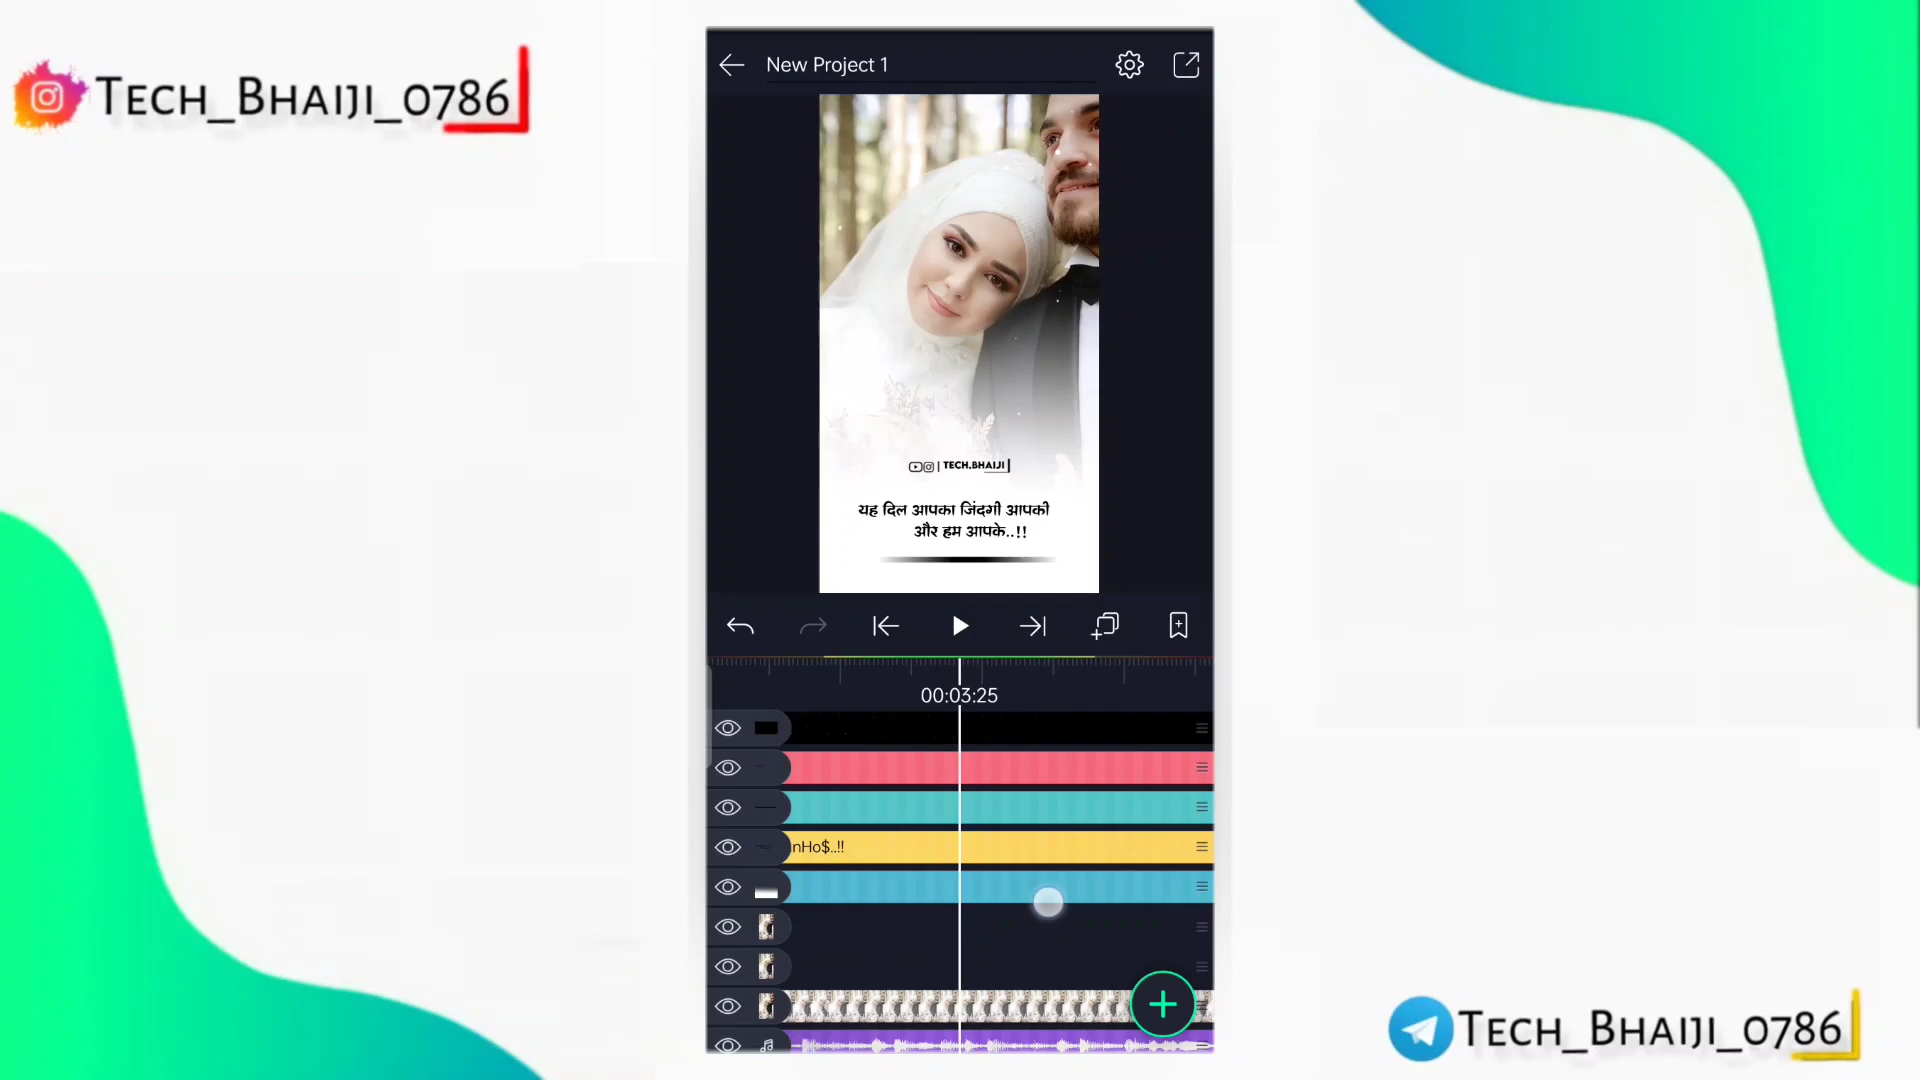 TECH_BHAIJI_0786
New Project 1
| TECH.BHAIJI
यह दिल आपका जिंदगी आपकी
और हम आपके..!!
00:03:25
nHo$..!!
TECH_BHAIJI_0786